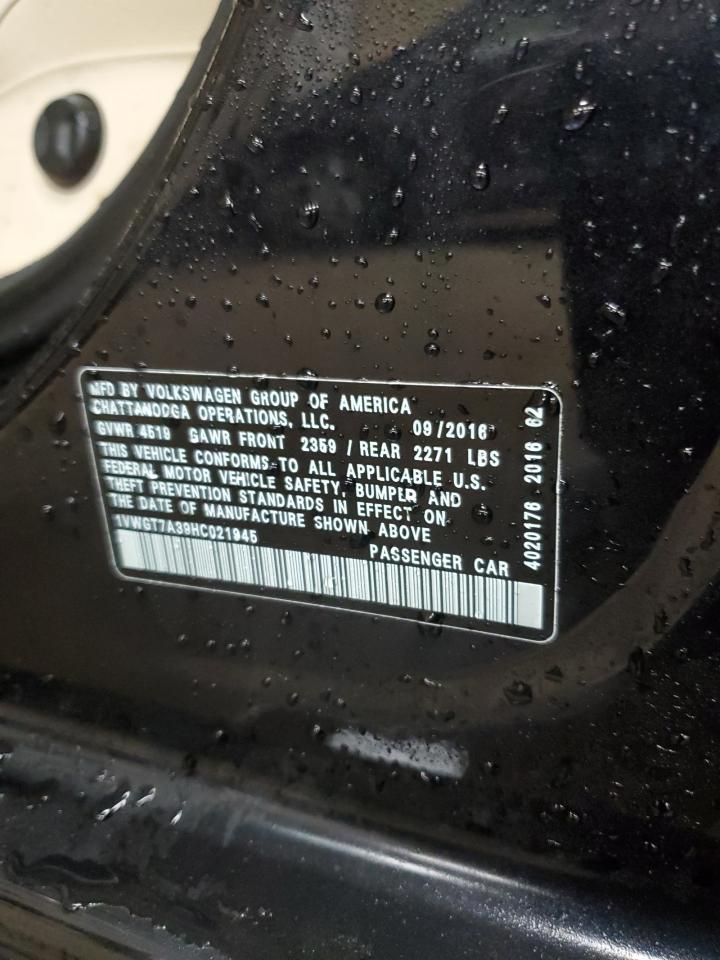 MFD BY VOLKSWAGEN GROUP OF AMERICA
CHATTANOOGA OPERATIONS, LLC. 09/2016
GVWR 4519 GAWR FRONT 2359 / REAR 2271 LBS
THIS VEHICLE CONFORMS TO ALL APPLICABLE U.S.
FEDERAL MOTOR VEHICLE SAFETY, BUMPER AND
THEFT PREVENTION STANDARDS IN EFFECT ON
THE DATE OF MANUFACTURE SHOWN ABOVE
1VWGT7A39HC021945 PASSENGER CAR
4020176 2016 62